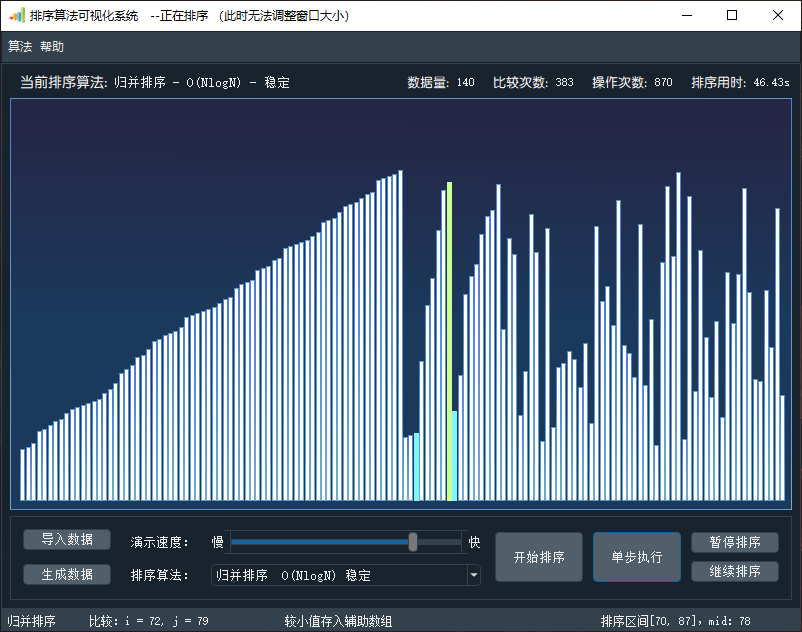 排序算法可视化系统 --正在排序 (此时无法调整窗口大小)
算法 帮助
当前排序算法: 归并排序 - O(NlogN) - 稳定 数据量: 140 比较次数: 383 操作次数: 870 排序用时: 46.43s
导入数据 演示速度: 慢 快 开始排序 单步执行 暂停排序
生成数据 排序算法: 归并排序 O(NlogN) 稳定 继续排序
归并排序 比较: i = 72, j = 79 较小值存入辅助数组 排序区间[70, 87], mid: 78